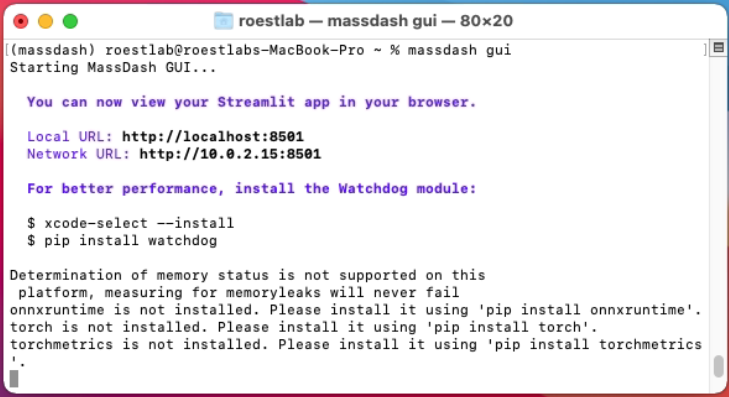 roestlab — massdash gui — 80×20
[(massdash) roestlab@roestlabs-MacBook-Pro ~ % massdash gui ]
Starting MassDash GUI...
You can now view your Streamlit app in your browser.
Local URL: http://localhost:8501
Network URL: http://10.0.2.15:8501
For better performance, install the Watchdog module:
$ xcode-select --install
$ pip install watchdog
Determination of memory status is not supported on this
platform, measuring for memoryleaks will never fail
onnxruntime is not installed. Please install it using 'pip install onnxruntime'.
torch is not installed. Please install it using 'pip install torch'.
torchmetrics is not installed. Please install it using 'pip install torchmetrics
'.